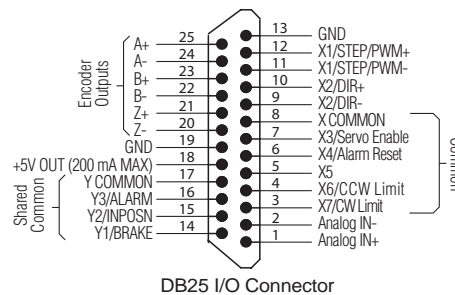 Encoder Outputs
A+ 25
A- 24
B+ 23
B- 22
Z+ 21
Z- 20
GND 19
+5V OUT (200 mA MAX) 18
Shared Common
Y COMMON 17
Y3/ALARM 16
Y2/INPOSN 15
Y1/BRAKE 14
13 GND
12 X1/STEP/PWM+
11 X1/STEP/PWM-
10 X2/DIR+
9 X2/DIR-
8 X COMMON
7 X3/Servo Enable
6 X4/Alarm Reset
5 X5
4 X6/CCW Limit
3 X7/CW Limit
2 Analog IN-
1 Analog IN+
DB25 I/O Connector